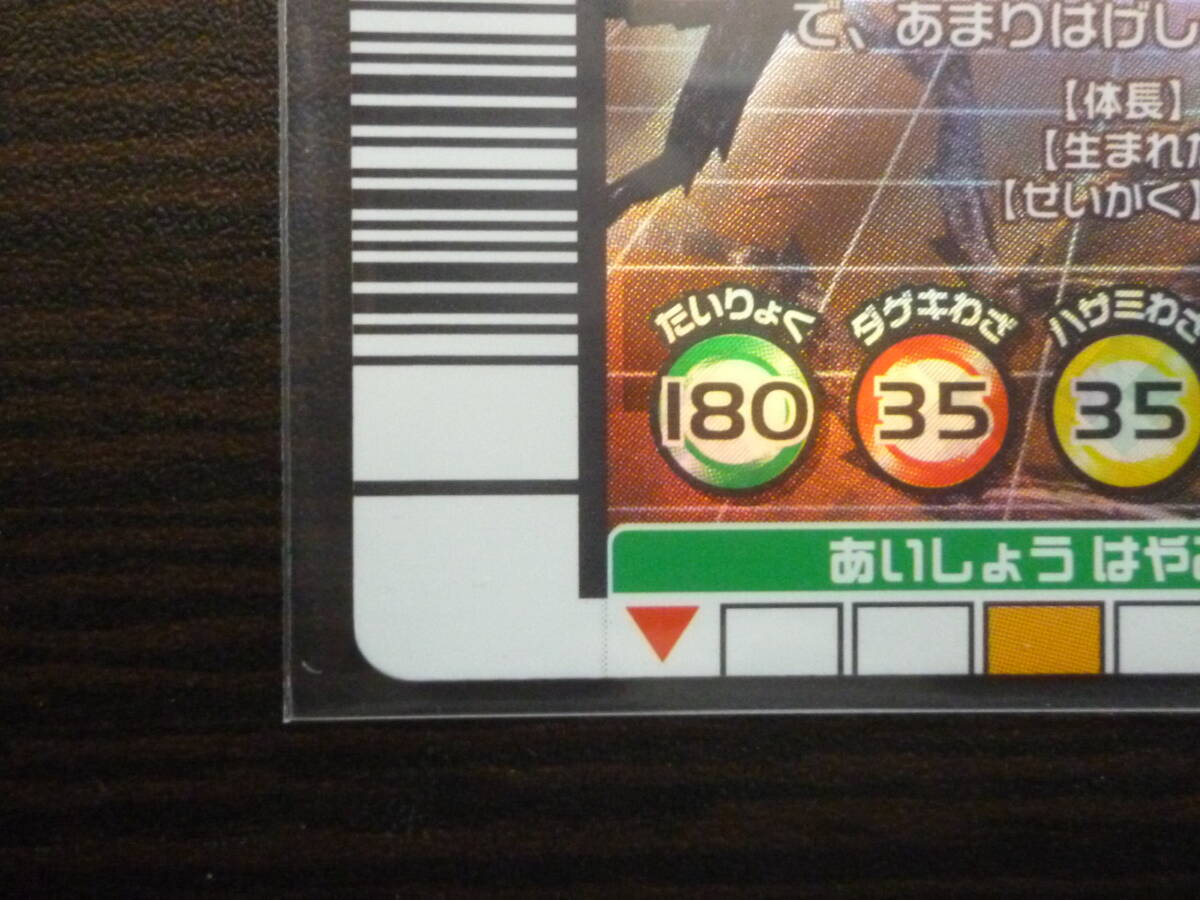 で、あまりはげし
【体長】
【生まれた
【せいかく】
たいりょく ダゲキわざ ハサミわざ
180 35 35
あいしょう はやさ